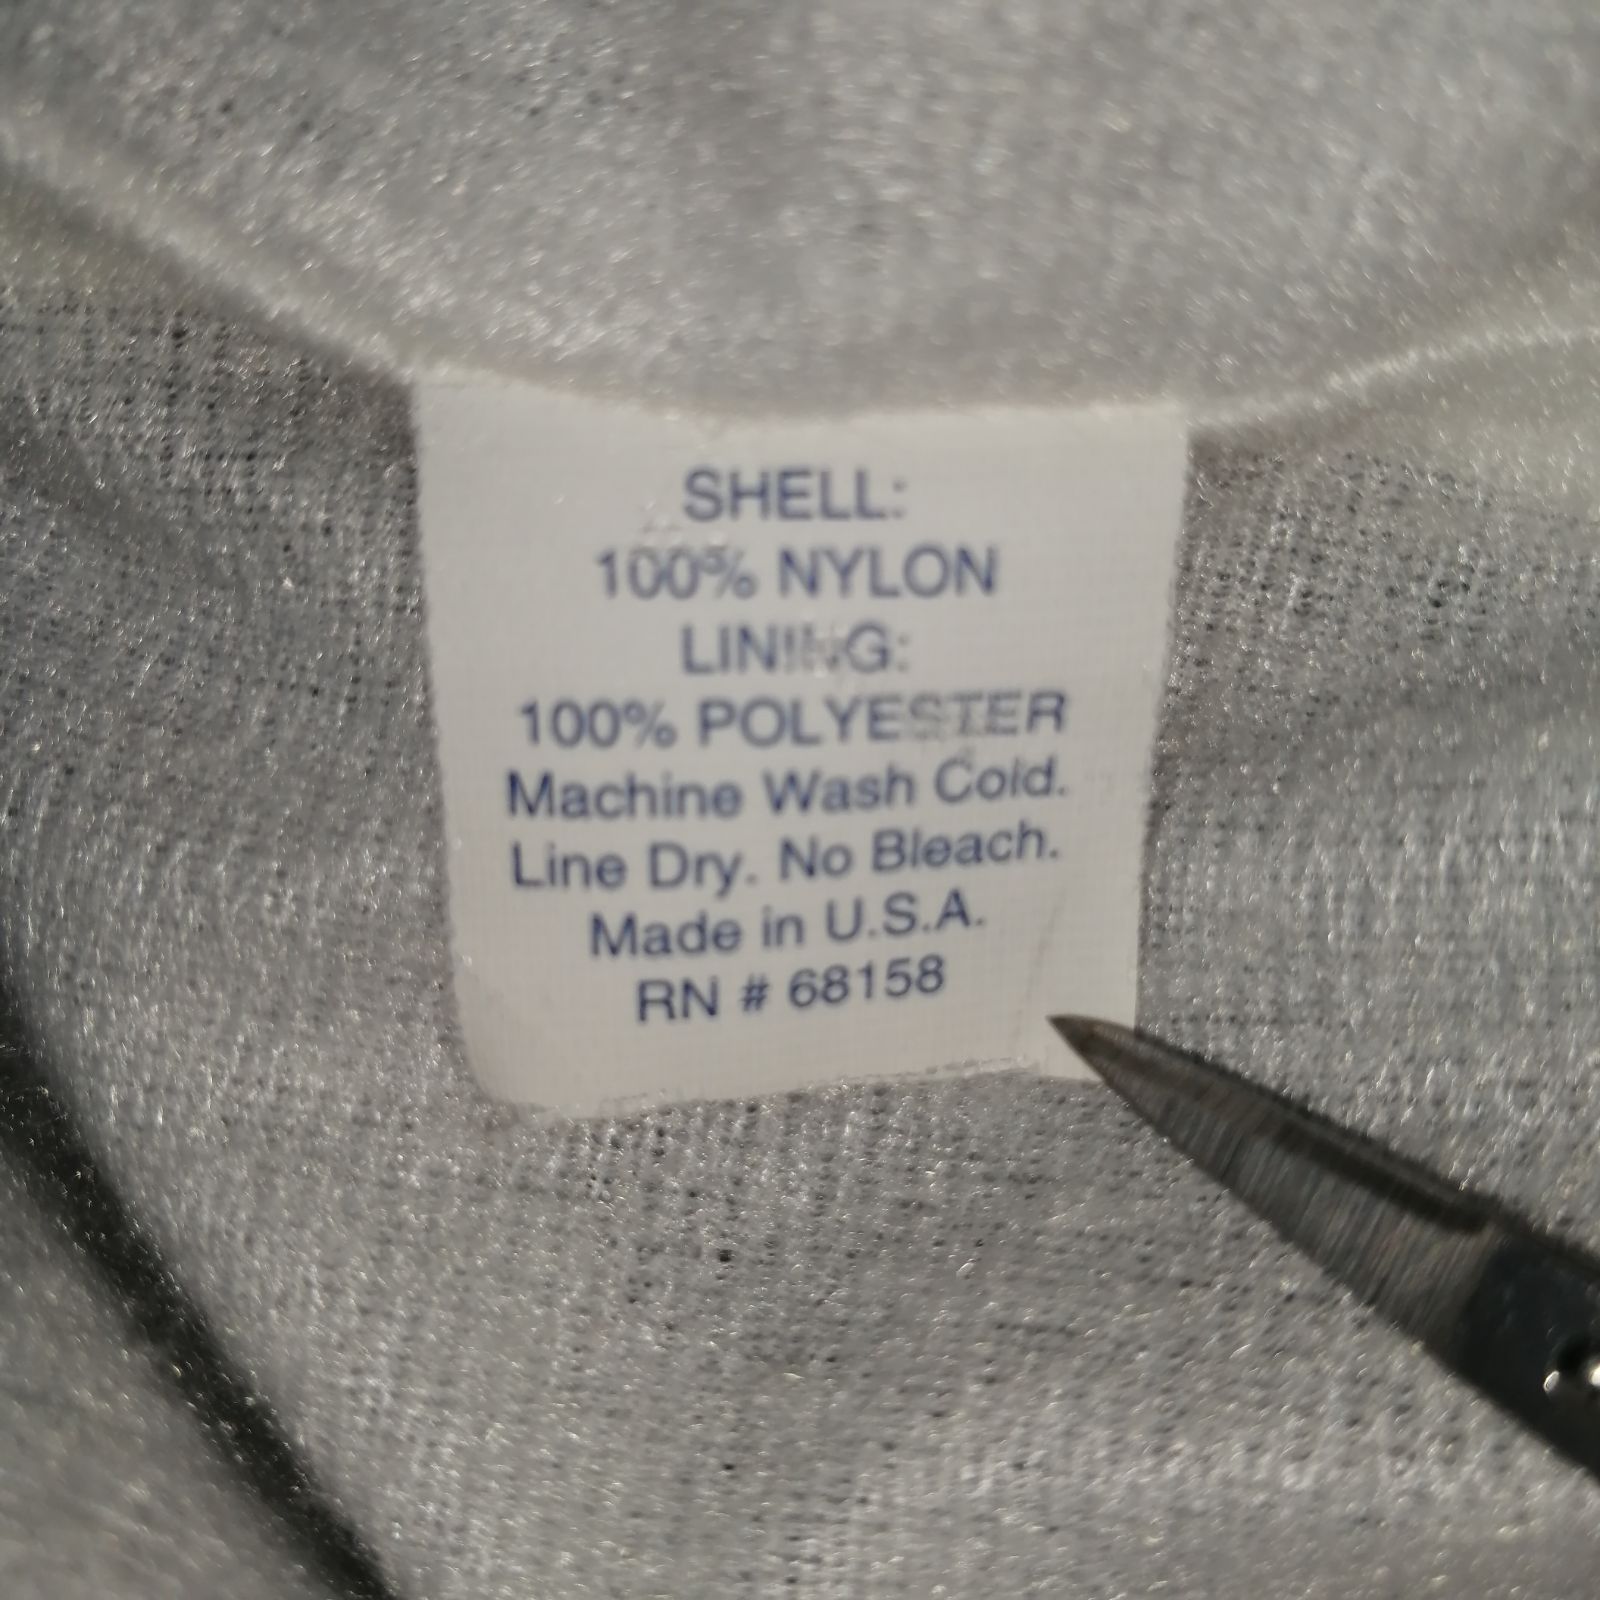 SHELL:
100% NYLON
LINING:
100% POLYESTER
Machine Wash Cold.
Line Dry. No Bleach.
Made in U.S.A.
RN # 68158